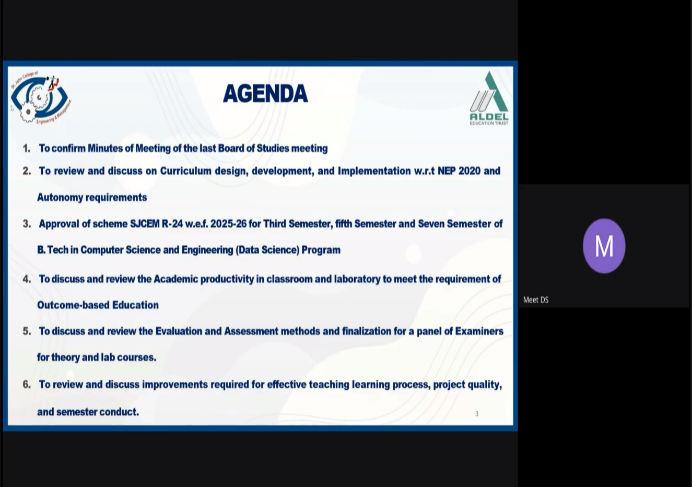 AGENDA
ALDEL
EDUCATION TRUST
1. To confirm Minutes of Meeting of the last Board of Studies meeting
2. To review and discuss on Curriculum design, development, and Implementation w.r.t NEP 2020 and
Autonomy requirements
3. Approval of scheme SJCEM R-24 w.e.f. 2025-26 for Third Semester, fifth Semester and Seven Semester of
B. Tech in Computer Science and Engineering (Data Science) Program
4. To discuss and review the Academic productivity in classroom and laboratory to meet the requirement of
Outcome-based Education
5. To discuss and review the Evaluation and Assessment methods and finalization for a panel of Examiners
for theory and lab courses.
6. To review and discuss improvements required for effective teaching learning process, project quality,
and semester conduct.
3
M
Meet DS